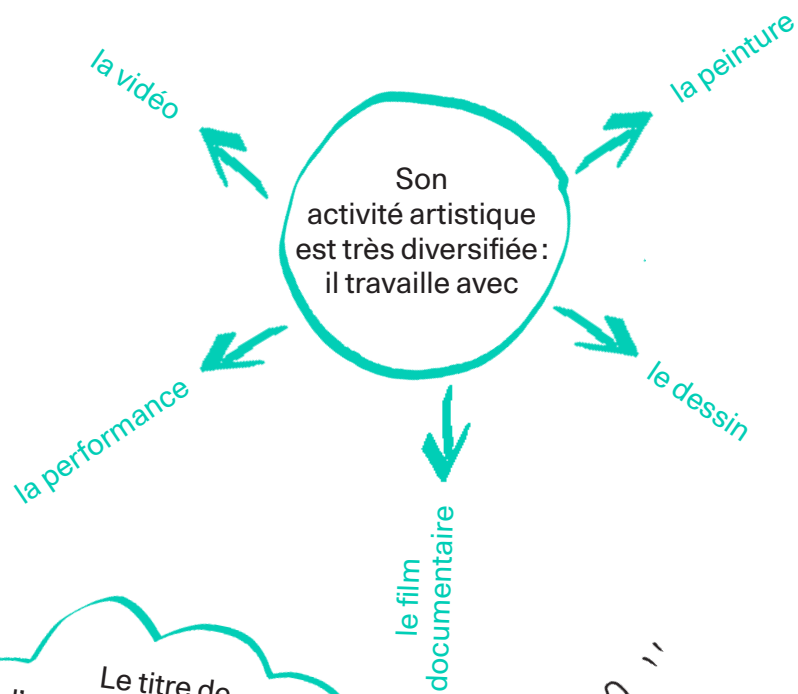 la vidéo
la peinture
Son
activité artistique
est très diversifiée :
il travaille avec
la performance
le dessin
le film
documentaire
Le titre de